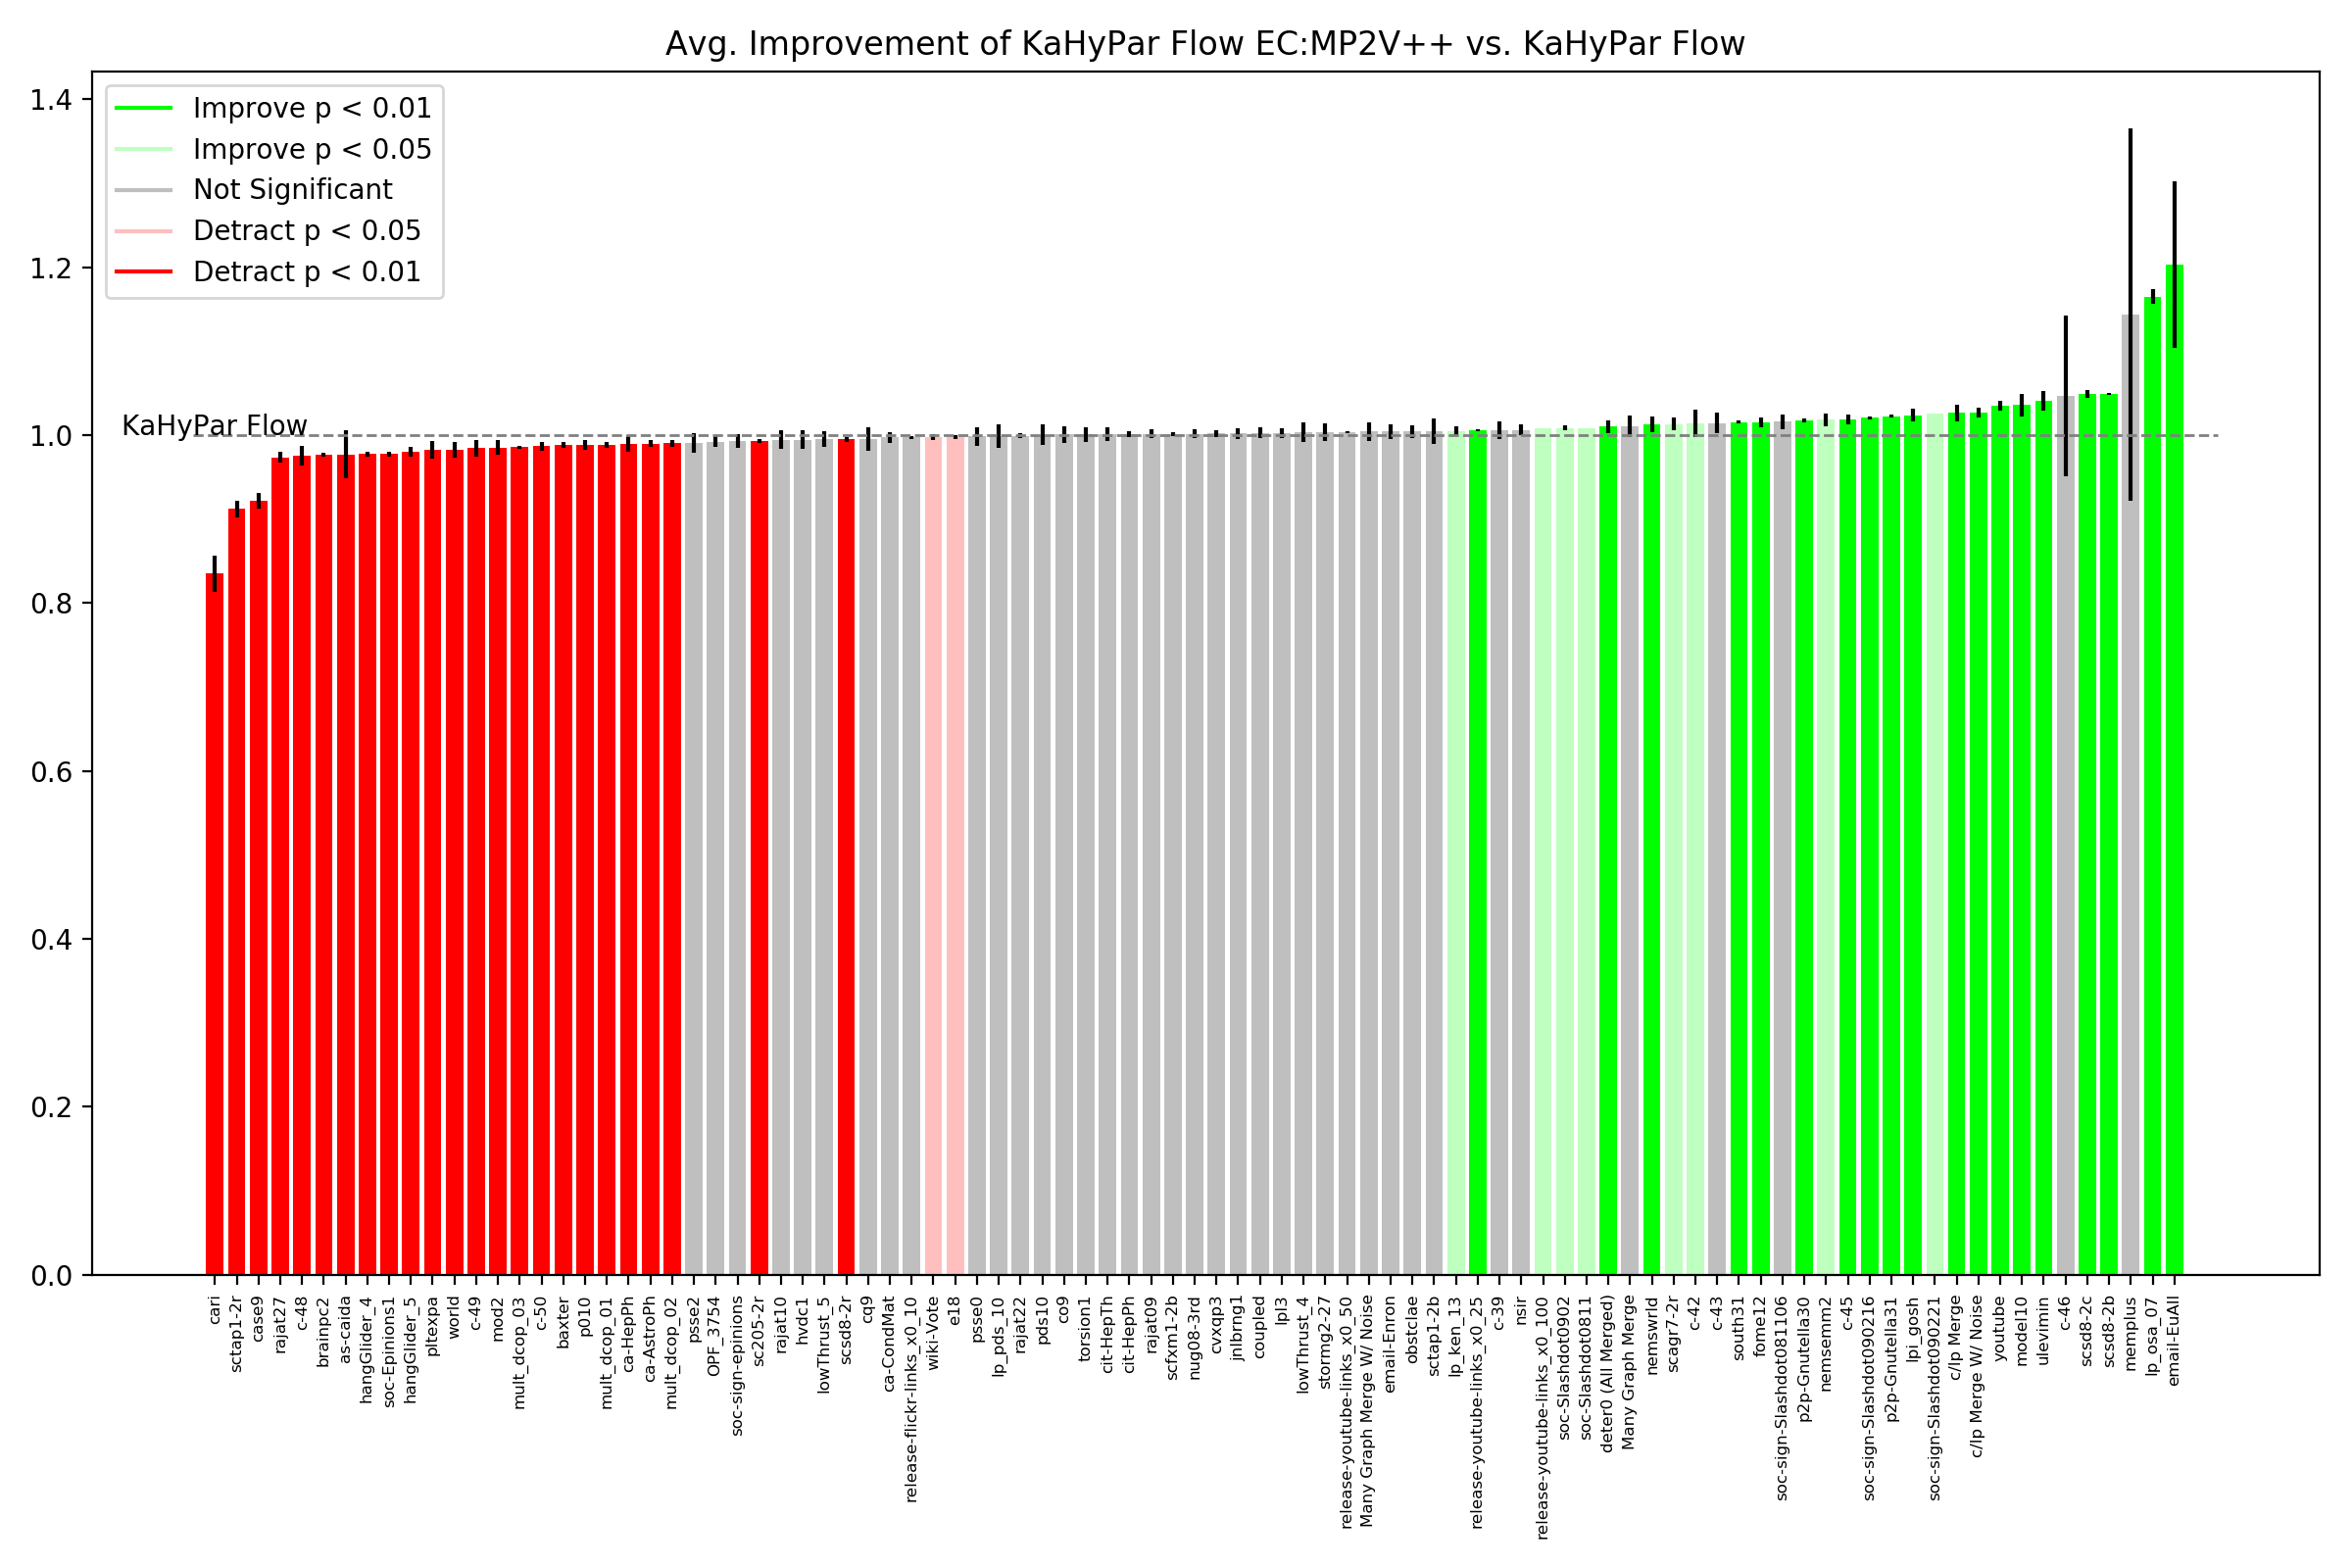 Avg. Improvement of KaHyPar Flow EC:MP2V++ vs. KaHyPar Flow
Improve p < 0.01
Improve p < 0.05
Not Significant
Detract p < 0.05
Detract p < 0.01
KaHyPar Flow
1.4
1.2
1.0
0.8
0.6
0.4
0.2
0.0
cari
sctap1-2r
case9
rajat27
c-48
brainpc2
as-caida
hangGlider_4
soc-Epinions1
hangGlider_5
pltexpa
world
c-49
mod2
mult_dcop_03
c-50
baxter
p010
mult_dcop_01
ca-HepPh
ca-AstroPh
mult_dcop_02
psse2
OPF_3754
soc-sign-epinions
sc205-2r
rajat10
hvdc1
lowThrust_5
scsd8-2r
cq9
ca-CondMat
release-flickr-links_x0_10
wiki-Vote
e18
psse0
lp_pds_10
rajat22
pds10
co9
torsion1
cit-HepTh
cit-HepPh
rajat09
scfxm1-2b
nug08-3rd
cvxqp3
jnlbrng1
coupled
lpl3
lowThrust_4
stormg2-27
release-youtube-links_x0_50
Many Graph Merge W/ Noise
email-Enron
obstclae
sctap1-2b
lp_ken_13
release-youtube-links_x0_25
c-39
nsir
release-youtube-links_x0_100
soc-Slashdot0902
soc-Slashdot0811
deter0 (All Merged)
Many Graph Merge
nemswrld
scagr7-2r
c-42
c-43
south31
fome12
soc-sign-Slashdot081106
p2p-Gnutella30
nemsemm2
c-45
soc-sign-Slashdot090216
p2p-Gnutella31
lpi_gosh
soc-sign-Slashdot090221
c/lp Merge
c/lp Merge W/ Noise
youtube
model10
ulevimin
c-46
scsd8-2c
scsd8-2b
memplus
lp_osa_07
email-EuAll